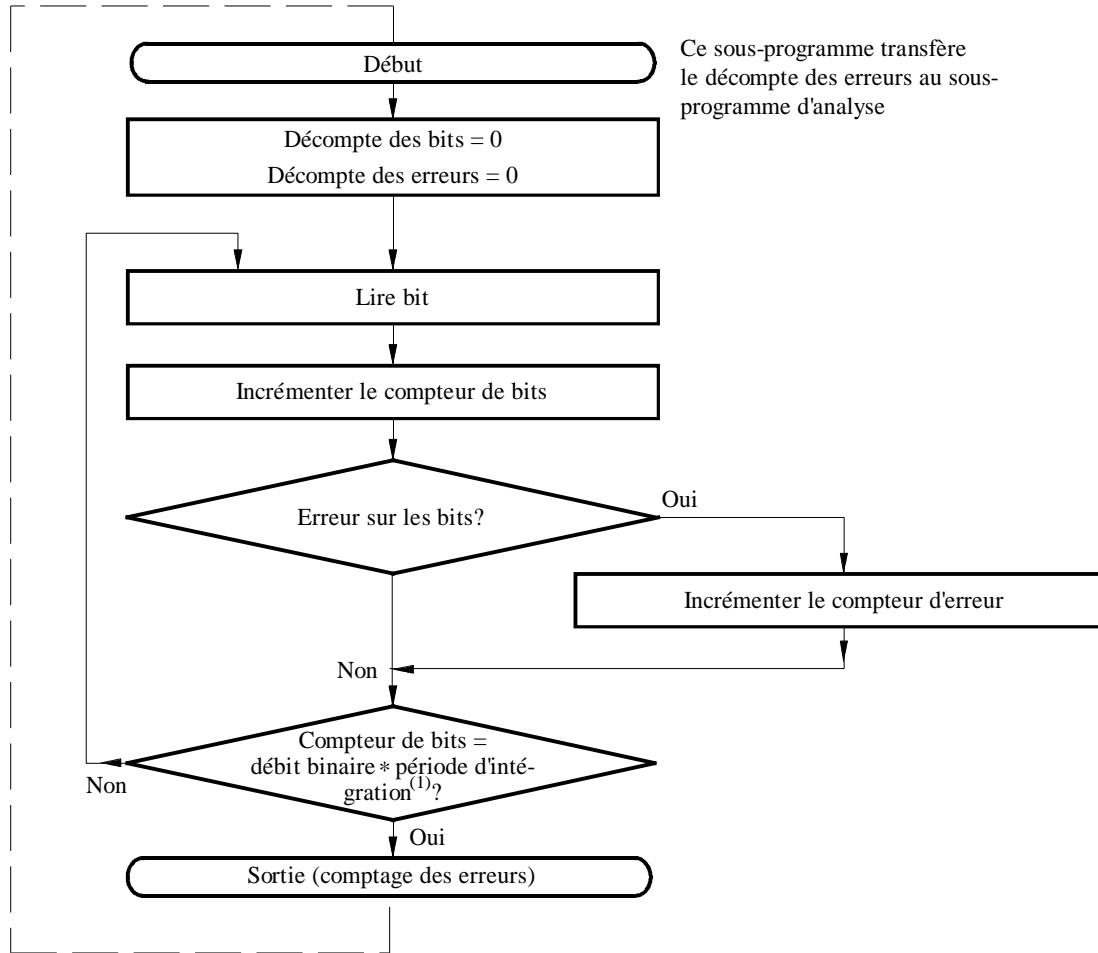 Début
Ce sous-programme transfère
le décompte des erreurs au sous-
programme d'analyse
Décompte des bits = 0
Décompte des erreurs = 0
Lire bit
Incrémenter le compteur de bits
Erreur sur les bits?
Oui
Incrémenter le compteur d'erreur
Non
Compteur de bits =
débit binaire * période d'inté-
gration(1)?
Non
Oui
Sortie (comptage des erreurs)